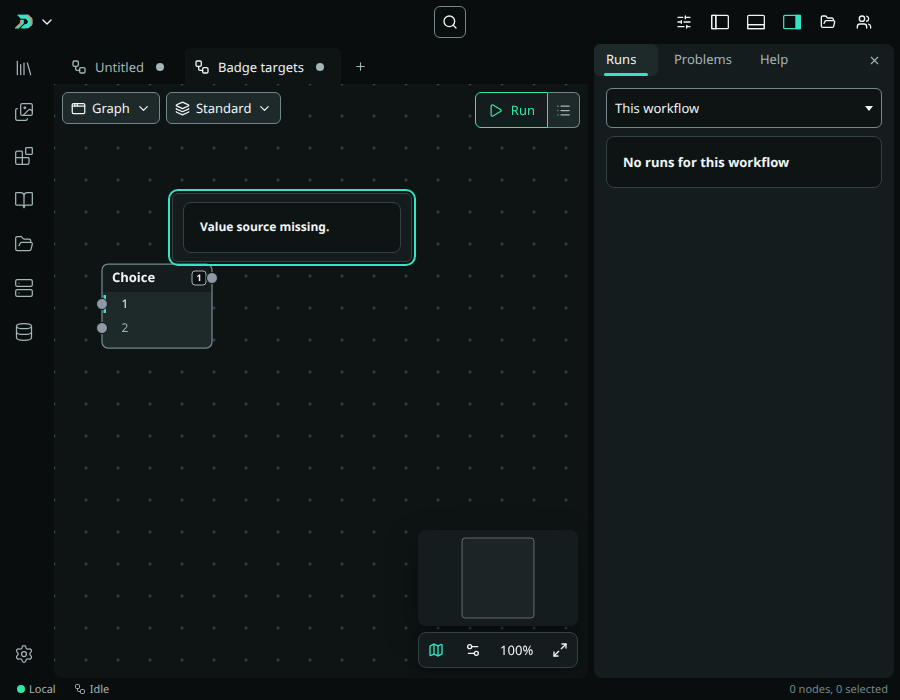 Untitled
Badge targets
Runs
Problems
Help
Graph
Standard
Run
This workflow
No runs for this workflow
Value source missing.
Choice
1
1
2
100%
Local
Idle
0 nodes, 0 selected